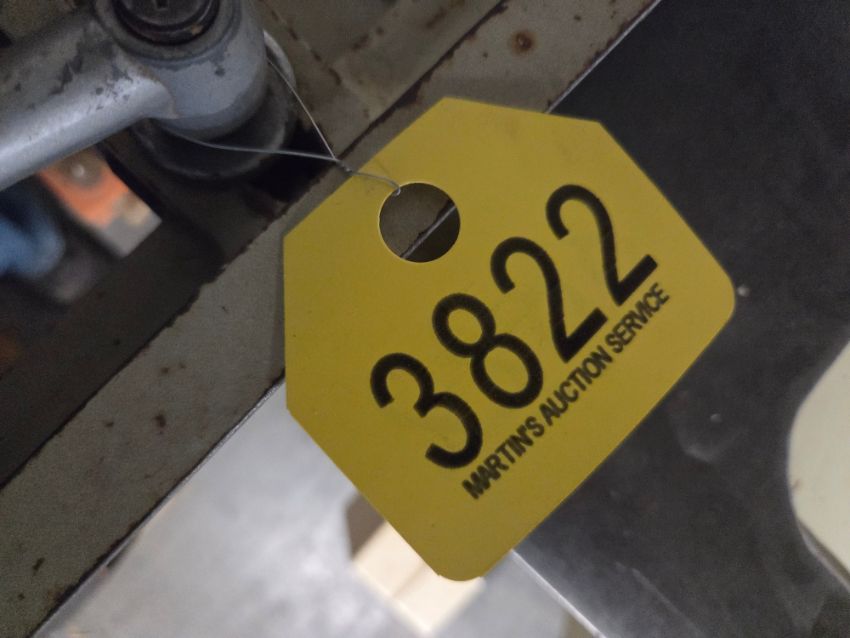 3822
MARTIN'S AUCTION SERVICE